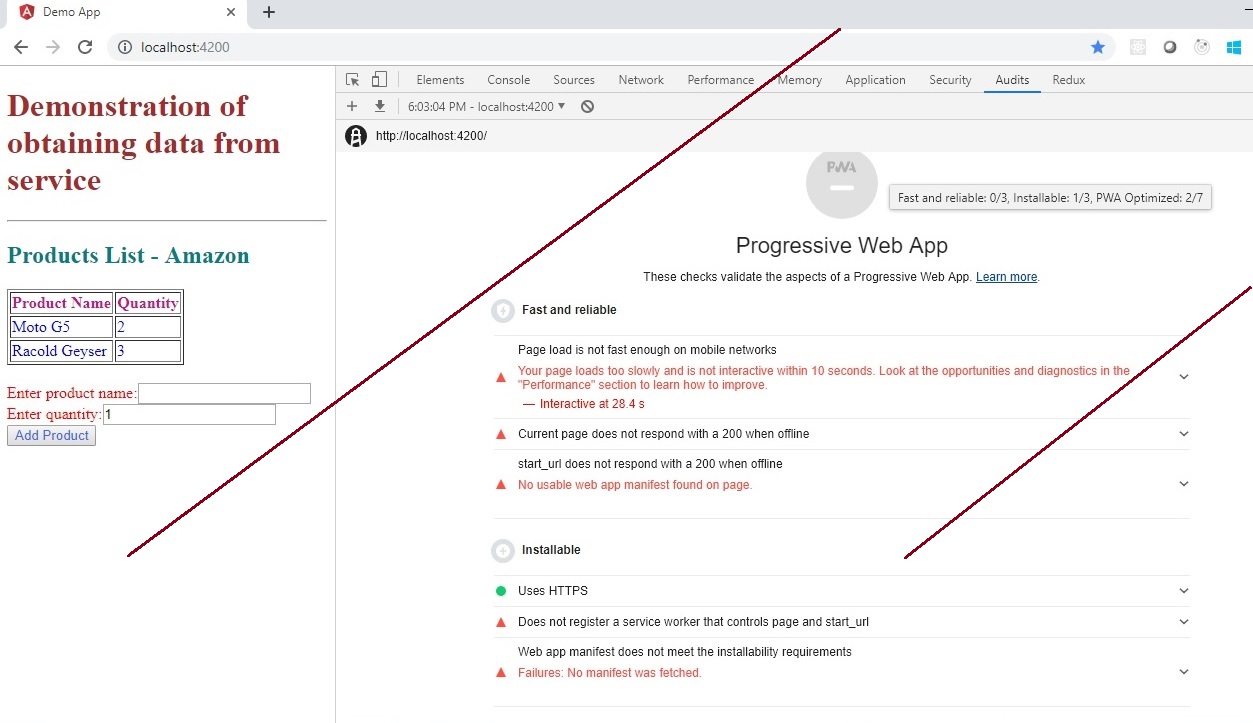 Demo App
localhost:4200
Demonstration of
obtaining data from
service
Products List - Amazon
Product Name Quantity
Moto G5 2
Racold Geyser 3
Enter product name:
Enter quantity: 1
Add Product
Elements Console Sources Network Performance Memory Application Security Audits Redux
6:03:04 PM - localhost:4200
http://localhost:4200/
PWA
Fast and reliable: 0/3, Installable: 1/3, PWA Optimized: 2/7
Progressive Web App
These checks validate the aspects of a Progressive Web App. Learn more.
Fast and reliable
Page load is not fast enough on mobile networks
Your page loads too slowly and is not interactive within 10 seconds. Look at the opportunities and diagnostics in the
"Performance" section to learn how to improve.
— Interactive at 28.4 s
Current page does not respond with a 200 when offline
start_url does not respond with a 200 when offline
No usable web app manifest found on page.
Installable
Uses HTTPS
Does not register a service worker that controls page and start_url
Web app manifest does not meet the installability requirements
Failures: No manifest was fetched.